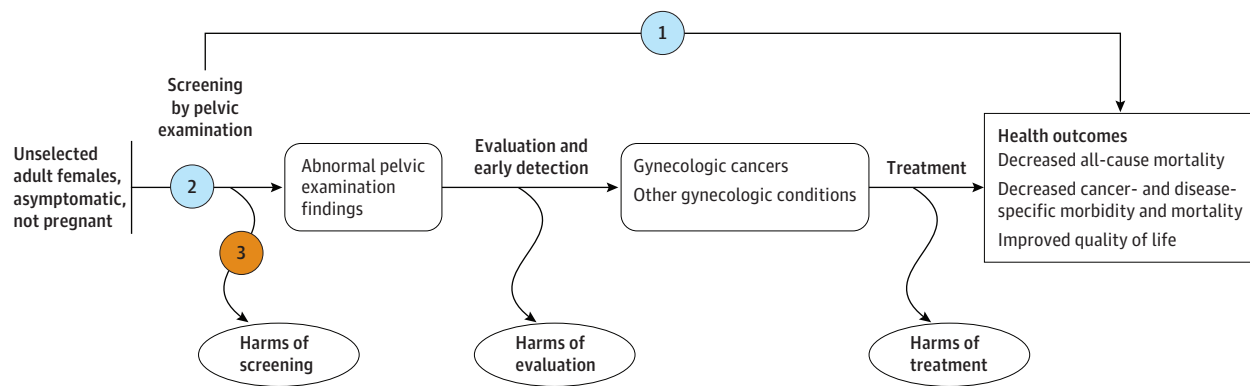 1
Screening
by pelvic
examination
Unselected
adult females,
asymptomatic,
not pregnant
2
3
Abnormal pelvic
examination
findings
Evaluation and
early detection
Gynecologic cancers
Other gynecologic conditions
Treatment
Health outcomes
Decreased all-cause mortality
Decreased cancer- and disease-
specific morbidity and mortality
Improved quality of life
Harms of
screening
Harms of
evaluation
Harms of
treatment